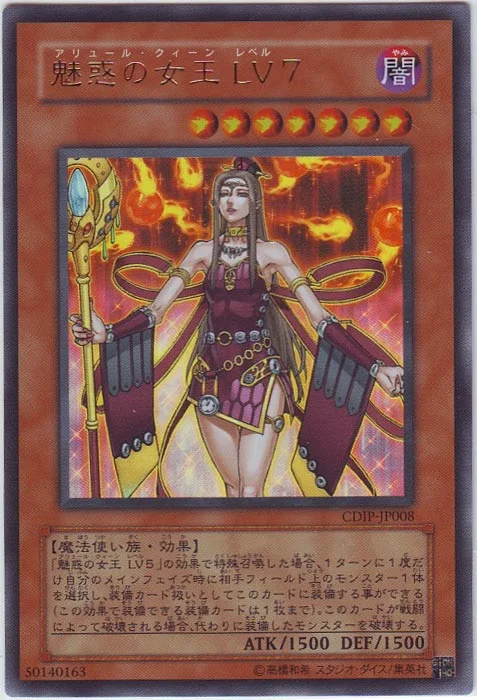 アリュール・クィーン レベル
魅惑の女王 LV7
やみ
闇
CDIP-JP008
【魔法使い族・効果】
「魅惑の女王 LV5」の効果で特殊召喚した場合、1ターンに1度だ
け自分のメインフェイズ時に相手フィールド上のモンスター1体
を選択し、装備カード扱いとしてこのカードに装備する事ができる
(この効果で装備できる装備カードは1枚まで)。このカードが戦闘
によって破壊される場合、代わりに装備したモンスターを破壊する。
ATK/1500 DEF/1500
50140163
©高橋和希 スタジオ・ダイス/集英社